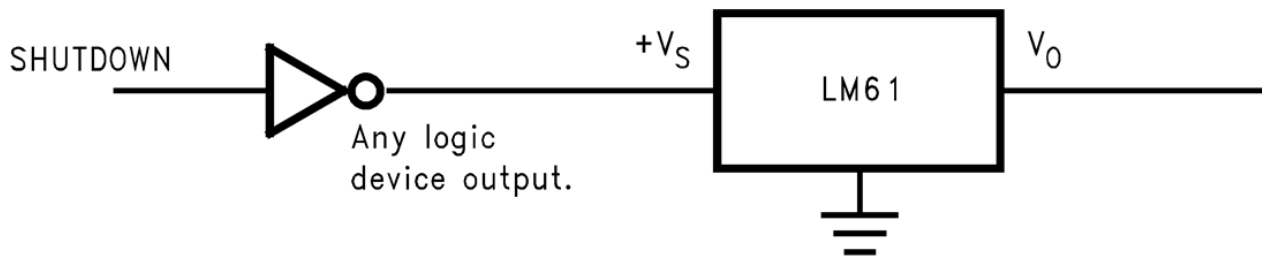 SHUTDOWN
+VS
LM61
VO
Any logic
device output.